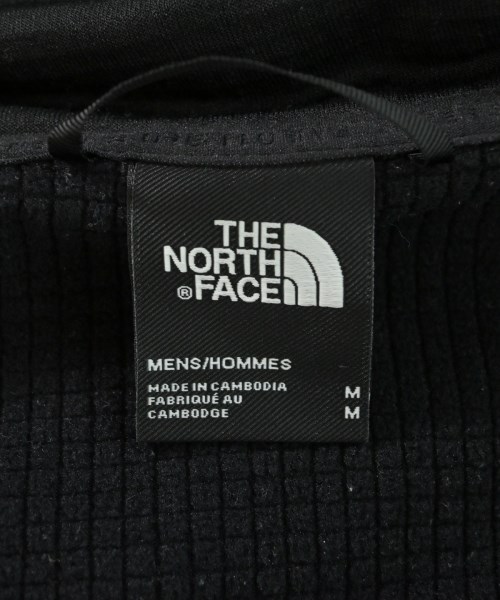 THE
NORTH
® FACE
MENS/HOMMES
MADE IN CAMBODIA M
FABRIQUÉ AU
CAMBODGE M